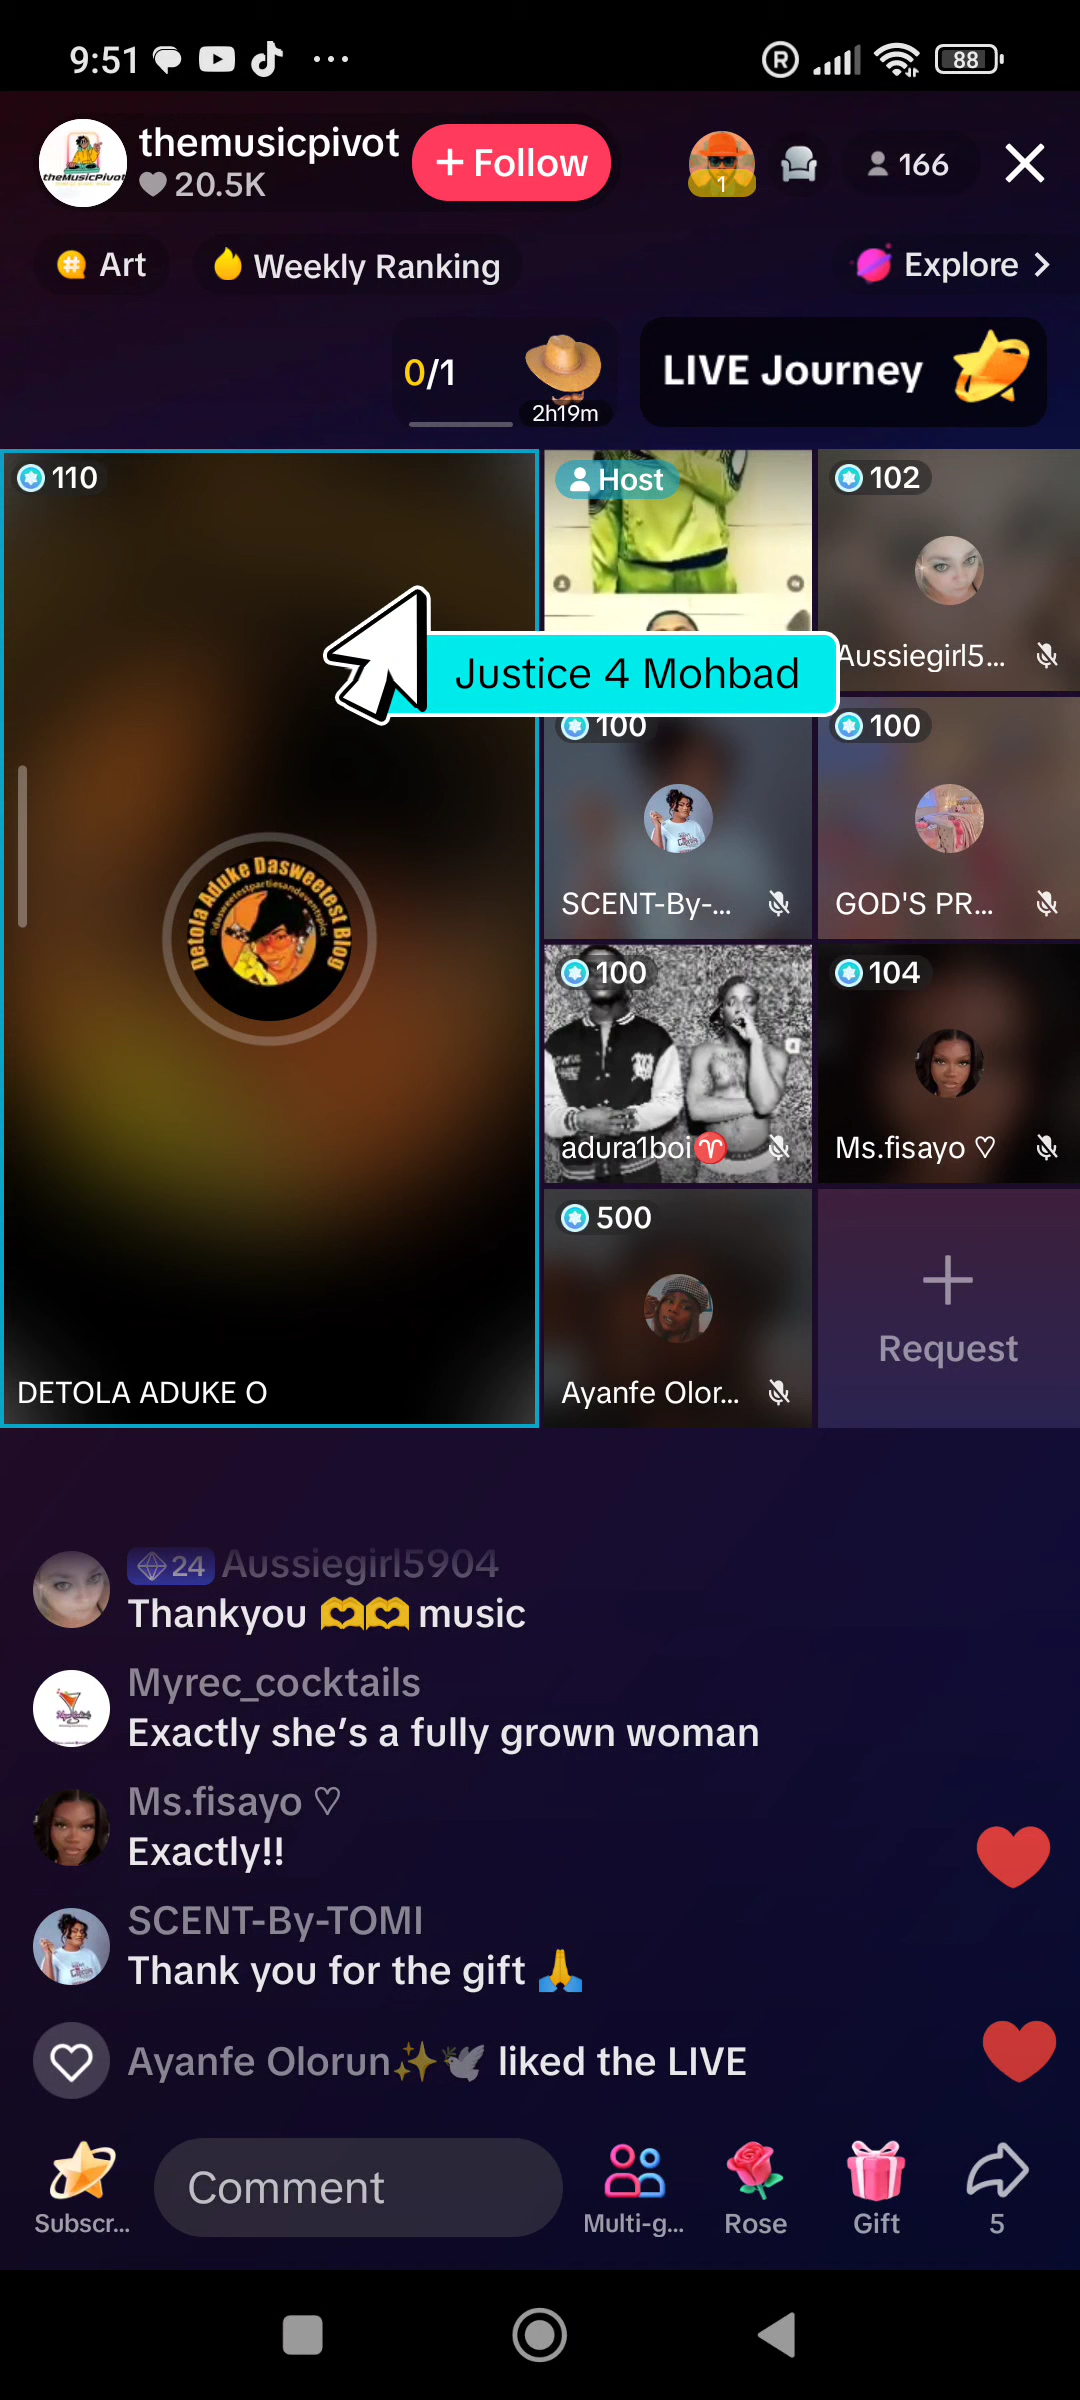 9:51
88
themusicpivot
20.5K
+ Follow
1
166
Art
Weekly Ranking
Explore
0/1
2h19m
LIVE Journey
110
Host
102
Justice 4 Mohbad
Aussiegirl5...
100
100
Detola Aduke Dasweetest Blog
SCENT-By-...
GOD'S PR...
100
104
adura1boi♈
Ms.fisayo ♡
500
Request
DETOLA ADUKE O
Ayanfe Olor...
24 Aussiegirl5904
Thankyou 🫶🫶 music
Myrec_cocktails
Exactly she's a fully grown woman
Ms.fisayo ♡
Exactly!!
SCENT-By-TOMI
Thank you for the gift 🙏
Ayanfe Olorun✨🕊 liked the LIVE
Comment
Subscr...
Multi-g...
Rose
Gift
5